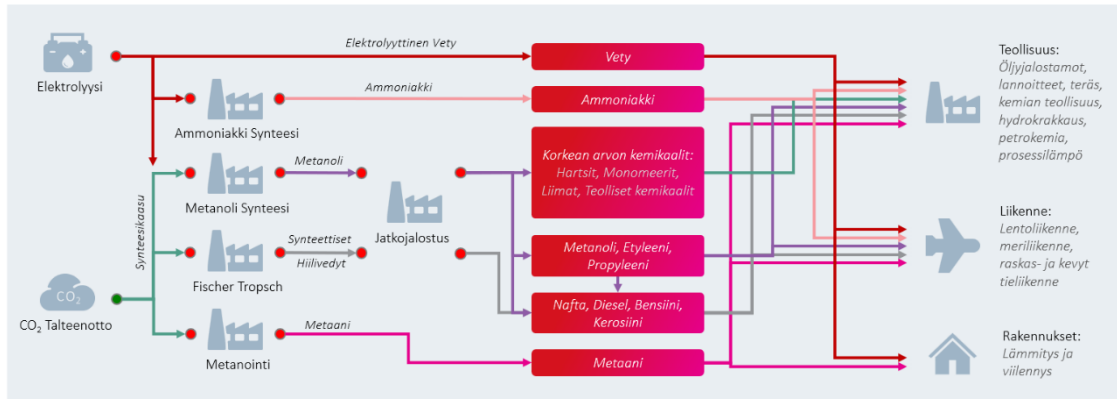 Elektrolyyttinen Vety
Elektrolyysi
Vety
Ammoniakki
Ammoniakki Synteesi
Ammoniakki
Metanoli
Metanoli Synteesi
Synteesikaasu
Synteettiset
Hiilivedyt
Fischer Tropsch
Jatkojalostus
CO₂
CO₂ Talteenotto
Metaani
Metanointi
Korkean arvon kemikaalit:
Hartsit, Monomeerit,
Liimat, Teolliset kemikaalit
Metanoli, Etyleeni,
Propyleeni
Nafta, Diesel, Bensiini,
Kerosiini
Metaani
Teollisuus:
Öljyjalostamot,
lannoitteet, teräs,
kemian teollisuus,
hydrokrakkaus,
petrokemia,
prosessilämpö
Liikenne:
Lentoliikenne,
meriliikenne,
raskas- ja kevyt
tieliikenne
Rakennukset:
Lämmitys ja
viilennys